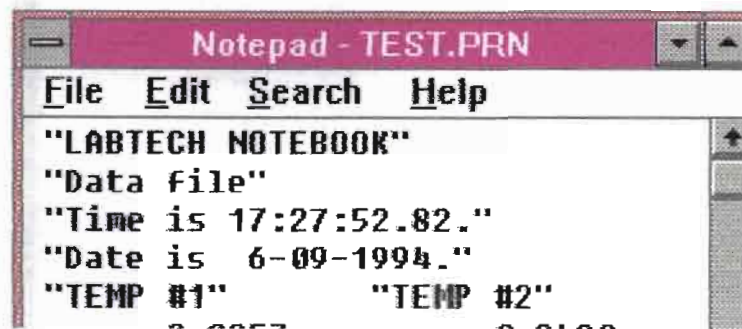 Notepad - TEST.PRN
File Edit Search Help
"LABTECH NOTEBOOK"
"Data file"
"Time is 17:27:52.82."
"Date is  6-09-1994."
"TEMP #1" "TEMP #2"